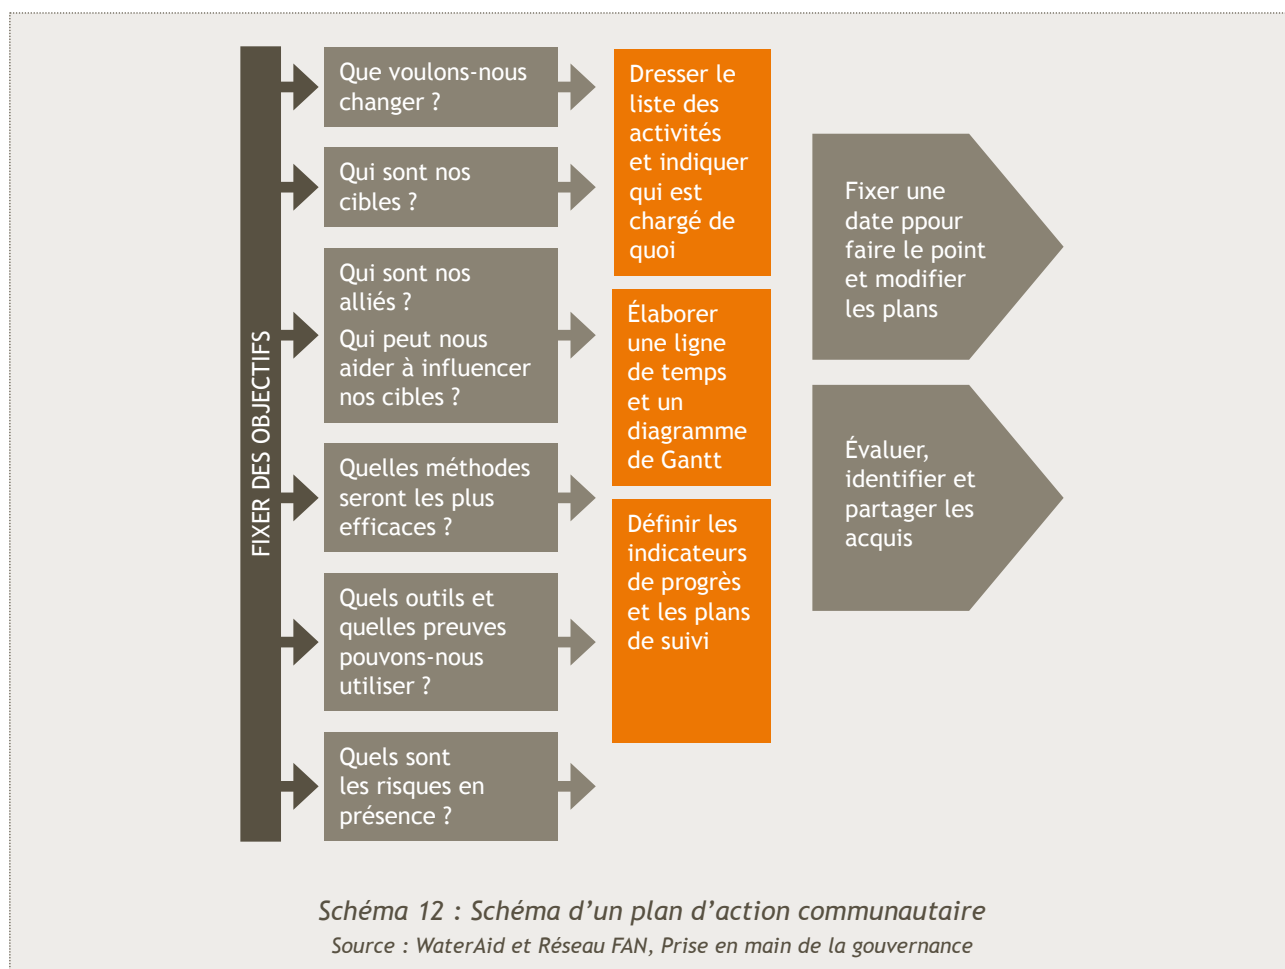 FIXER DES OBJECTIFS
Que voulons-nous
changer ?
Qui sont nos
cibles ?
Qui sont nos
alliés ?
Qui peut nous
aider à influencer
nos cibles ?
Quelles méthodes
seront les plus
efficaces ?
Quels outils et
quelles preuves
pouvons-nous
utiliser ?
Quels sont
les risques en
présence ?
Dresser le
liste des
activités
et indiquer
qui est
chargé de
quoi
Élaborer
une ligne
de temps
et un
diagramme
de Gantt
Définir les
indicateurs
de progrès
et les plans
de suivi
Fixer une
date ppour
faire le point
et modifier
les plans
Évaluer,
identifier et
partager les
acquis
Schéma 12 : Schéma d’un plan d’action communautaire
Source : WaterAid et Réseau FAN, Prise en main de la gouvernance